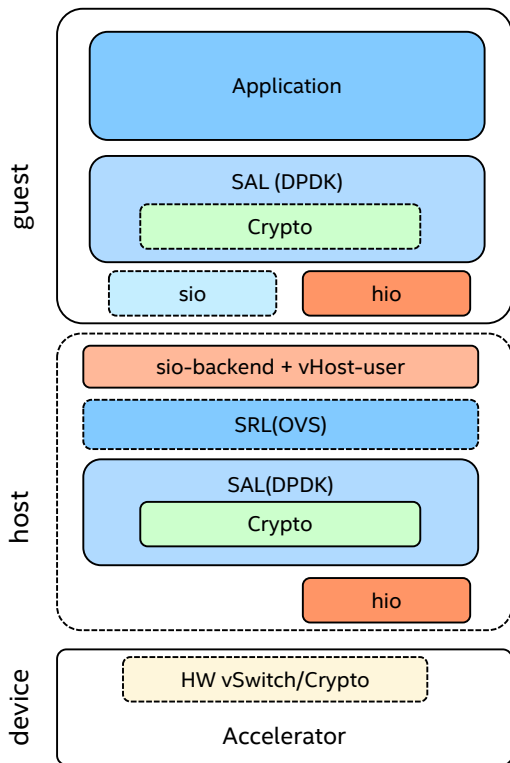 guest
Application
SAL (DPDK)
Crypto
sio
hio
host
sio-backend + vHost-user
SRL(OVS)
SAL(DPDK)
Crypto
hio
device
HW vSwitch/Crypto
Accelerator